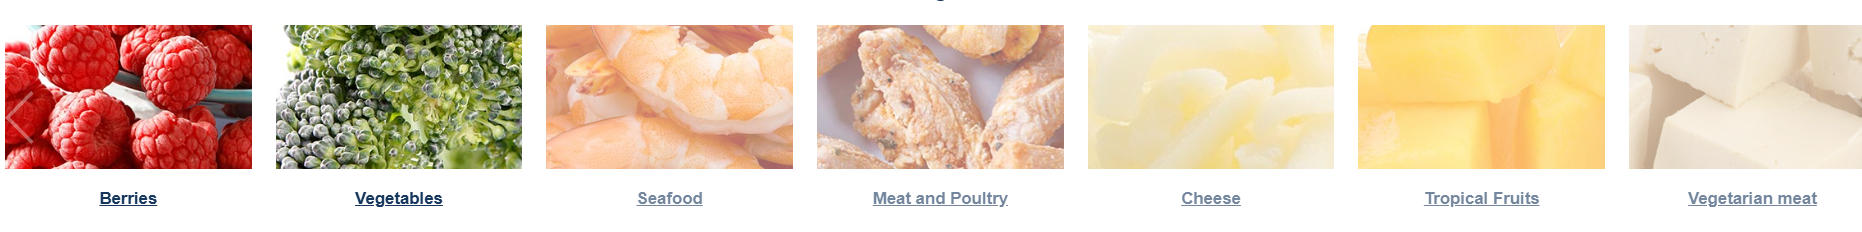 Berries
Vegetables
Seafood
Meat and Poultry
Cheese
Tropical Fruits
Vegetarian meat